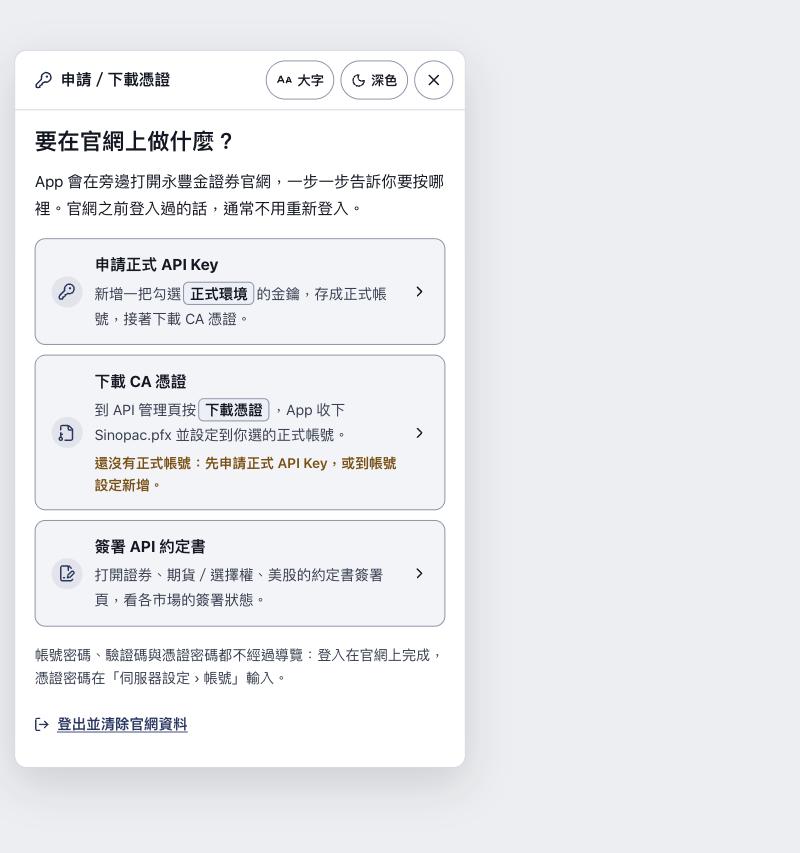 申請 / 下載憑證
AA 大字
深色
要在官網上做什麼？
App 會在旁邊打開永豐金證券官網，一步一步告訴你要按哪
裡。官網之前登入過的話，通常不用重新登入。
申請正式 API Key
新增一把勾選 正式環境 的金鑰，存成正式帳
號，接著下載 CA 憑證。
下載 CA 憑證
到 API 管理頁按 下載憑證 ，App 收下
Sinopac.pfx 並設定到你選的正式帳號。
還沒有正式帳號：先申請正式 API Key，或到帳號
設定新增。
簽署 API 約定書
打開證券、期貨 / 選擇權、美股的約定書簽署
頁，看各市場的簽署狀態。
帳號密碼、驗證碼與憑證密碼都不經過導覽：登入在官網上完成，
憑證密碼在「伺服器設定 › 帳號」輸入。
登出並清除官網資料